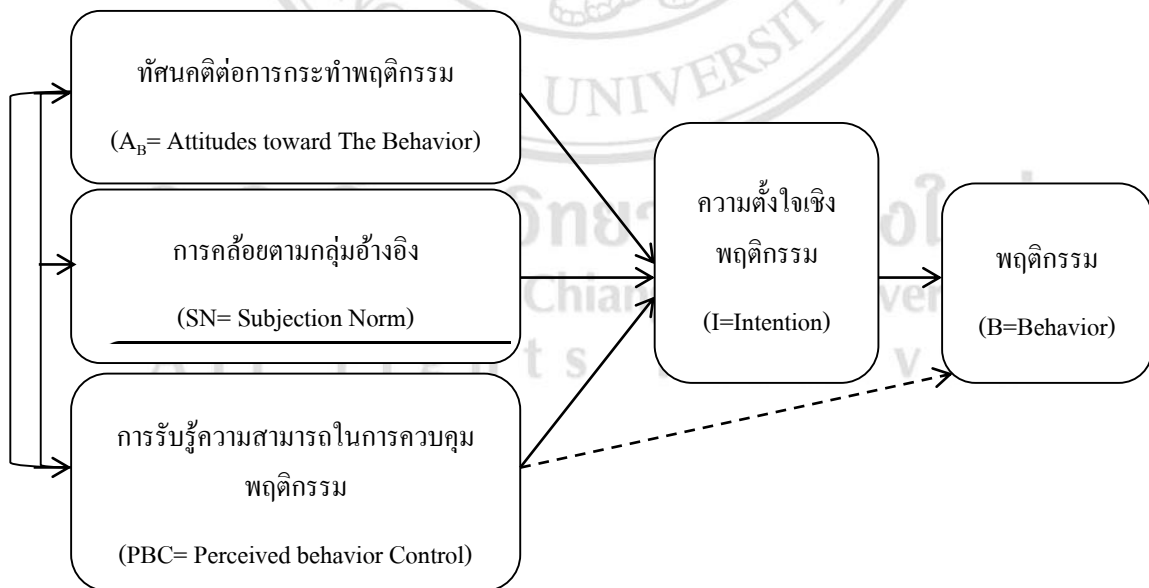 UNIVERSIT
ทัศนคติต่อการกระทำพฤติกรรม
(AB= Attitudes toward The Behavior)
การคล้อยตามกลุ่มอ้างอิง
(SN= Subjection Norm)
การรับรู้ความสามารถในการควบคุม
พฤติกรรม
(PBC= Perceived behavior Control)
ความตั้งใจเชิง
พฤติกรรม
(I=Intention)
พฤติกรรม
(B=Behavior)